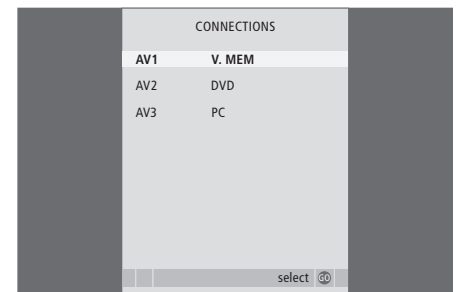 CONNECTIONS
AV1 V. MEM
AV2 DVD
AV3 PC
select GO